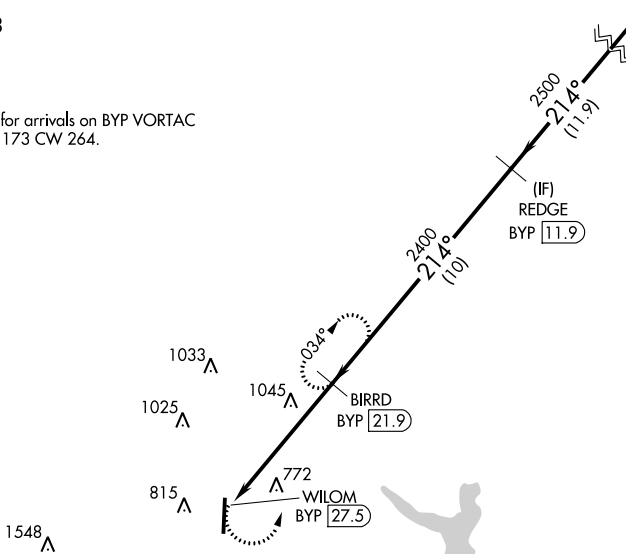 3
for arrivals on BYP VORTAC
173 CW 264.
2500
214°
(11.9)
(IF)
REDGE
BYP 11.9
2400
214°
(10)
034°
1033
1045
BIRRD
BYP 21.9
1025
772
815
WILOM
BYP 27.5
1548